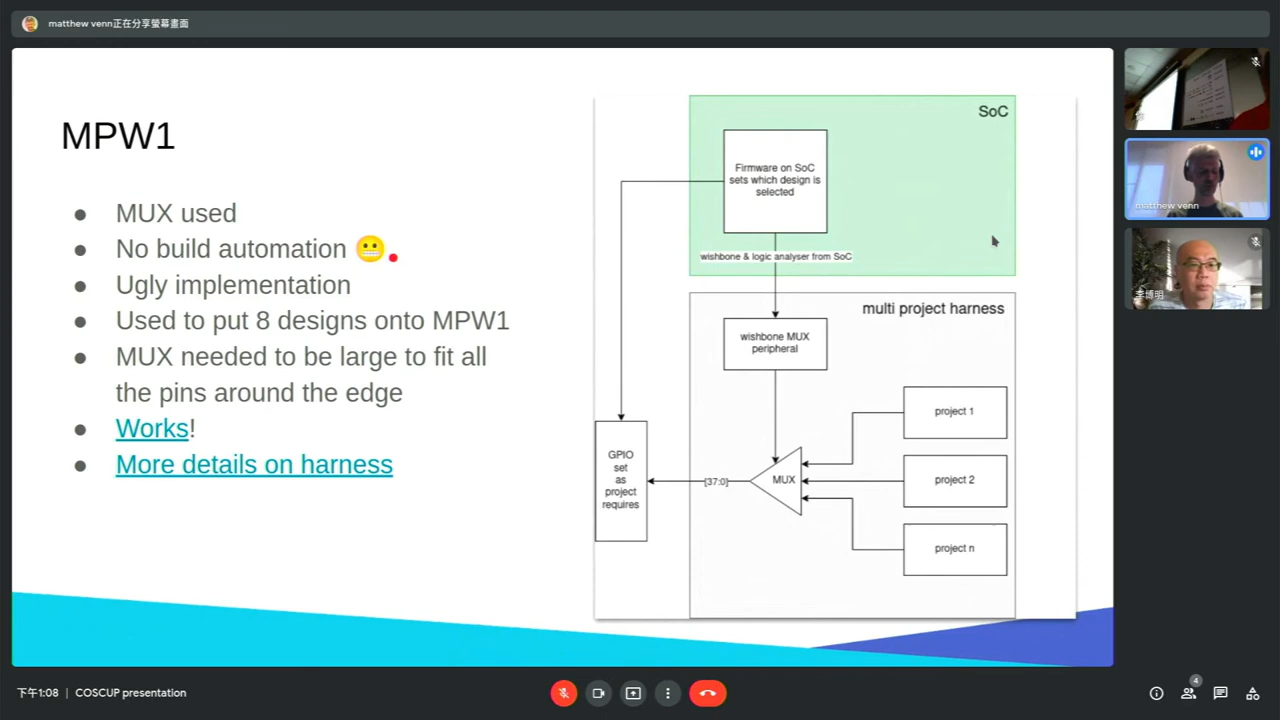 matthew venn正在分享螢幕畫面
MPW1
MUX used
No build automation 😬
Ugly implementation
Used to put 8 designs onto MPW1
MUX needed to be large to fit all
the pins around the edge
Works!
More details on harness
SoC
Firmware on SoC
sets which design is
selected
wishbone & logic analyser from SoC
multi project harness
wishbone MUX
peripheral
project 1
GPIO
set
as
project
requires
[37:0]
MUX
project 2
project n
matthew venn
李博明
下午1:08 | COSCUP presentation
4